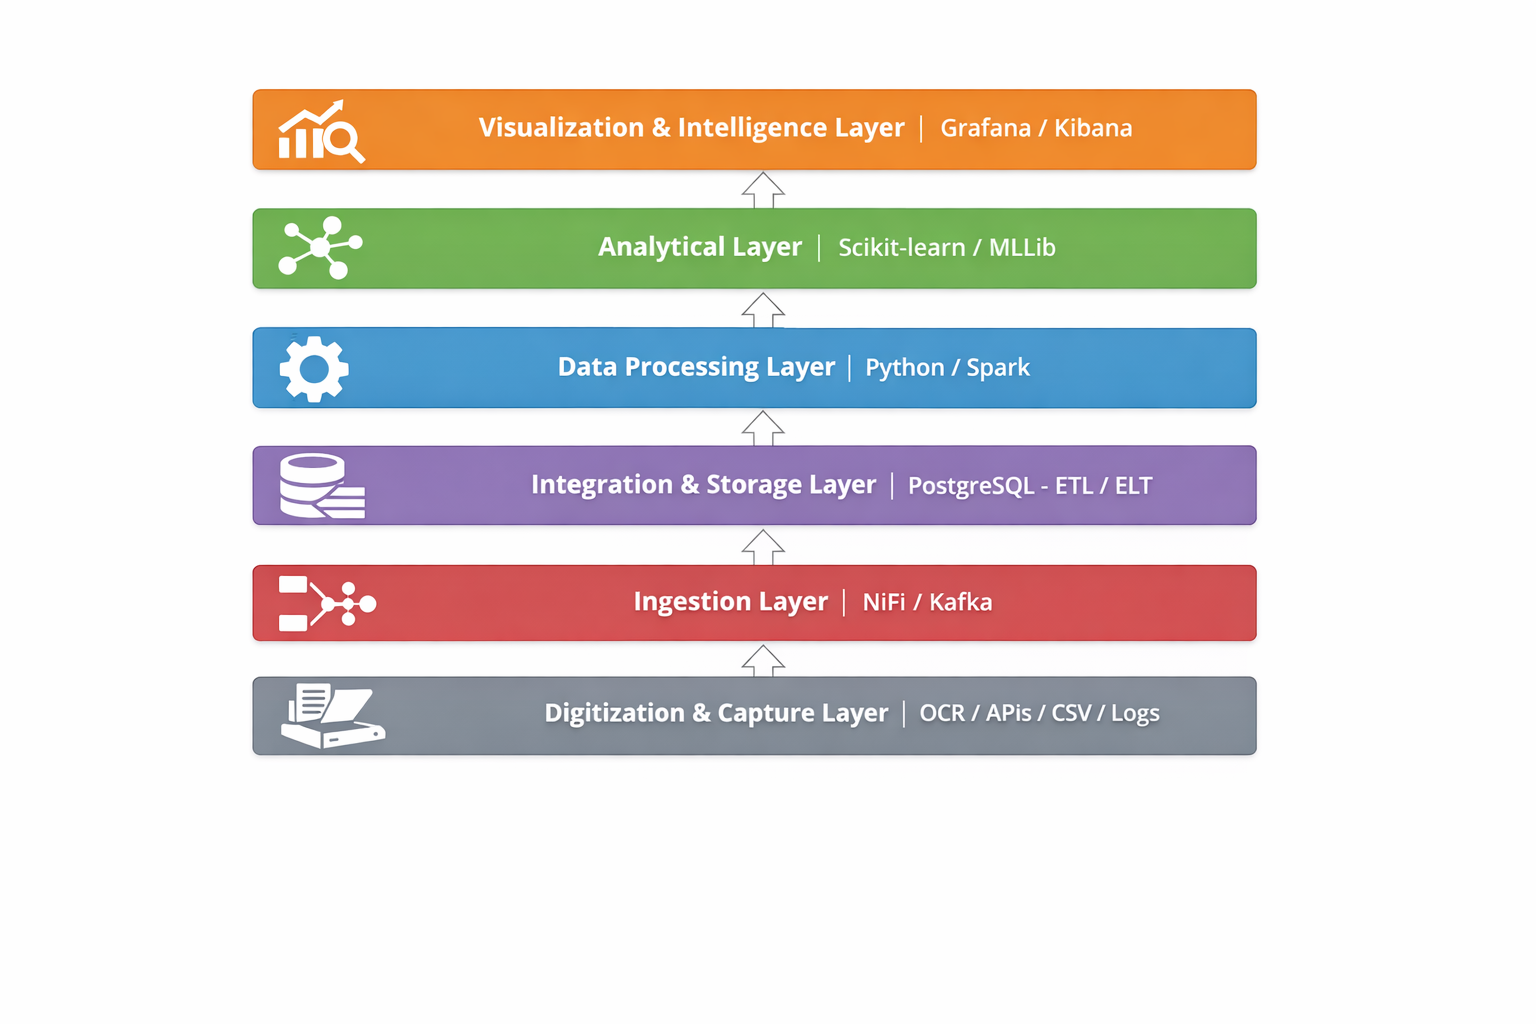 Visualization & Intelligence Layer | Grafana / Kibana
Analytical Layer | Scikit-learn / MLLib
Data Processing Layer | Python / Spark
Integration & Storage Layer | PostgreSQL - ETL / ELT
Ingestion Layer | NiFi / Kafka
Digitization & Capture Layer | OCR / APis / CSV / Logs